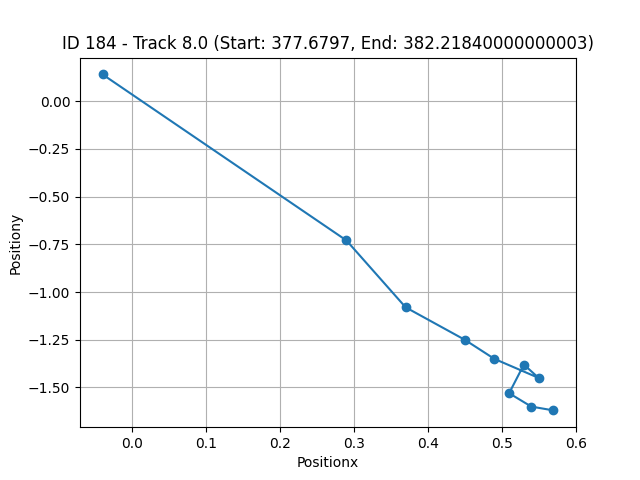 ID 184 - Track 8.0 (Start: 377.6797, End: 382.21840000000003)
0.00
−0.25
−0.50
−0.75
−1.00
−1.25
−1.50
Positiony
0.0 0.1 0.2 0.3 0.4 0.5 0.6
Positionx